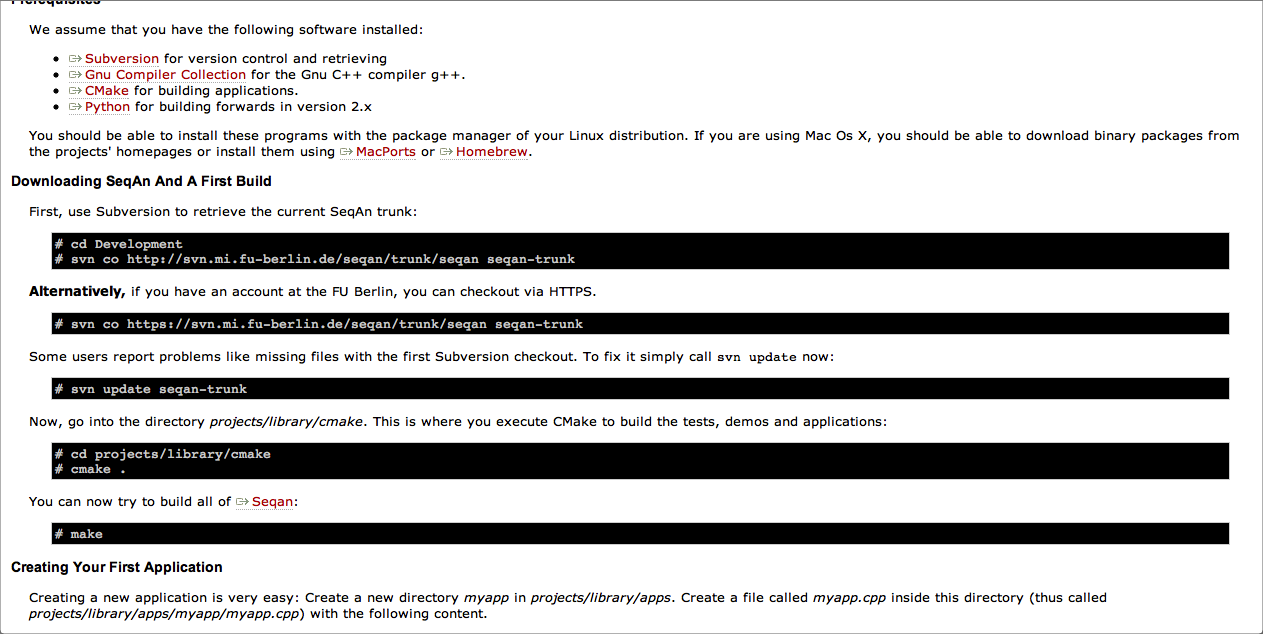 Prerequisites
We assume that you have the following software installed:
Subversion for version control and retrieving
Gnu Compiler Collection for the Gnu C++ compiler g++.
CMake for building applications.
Python for building forwards in version 2.x
You should be able to install these programs with the package manager of your Linux distribution. If you are using Mac Os X, you should be able to download binary packages from
the projects' homepages or install them using MacPorts or Homebrew.
Downloading SeqAn And A First Build
First, use Subversion to retrieve the current SeqAn trunk:
# cd Development
# svn co http://svn.mi.fu-berlin.de/seqan/trunk/seqan seqan-trunk
Alternatively, if you have an account at the FU Berlin, you can checkout via HTTPS.
# svn co https://svn.mi.fu-berlin.de/seqan/trunk/seqan seqan-trunk
Some users report problems like missing files with the first Subversion checkout. To fix it simply call svn update now:
# svn update seqan-trunk
Now, go into the directory projects/library/cmake. This is where you execute CMake to build the tests, demos and applications:
# cd projects/library/cmake
# cmake .
You can now try to build all of Seqan:
# make
Creating Your First Application
Creating a new application is very easy: Create a new directory myapp in projects/library/apps. Create a file called myapp.cpp inside this directory (thus called
projects/library/apps/myapp/myapp.cpp) with the following content.